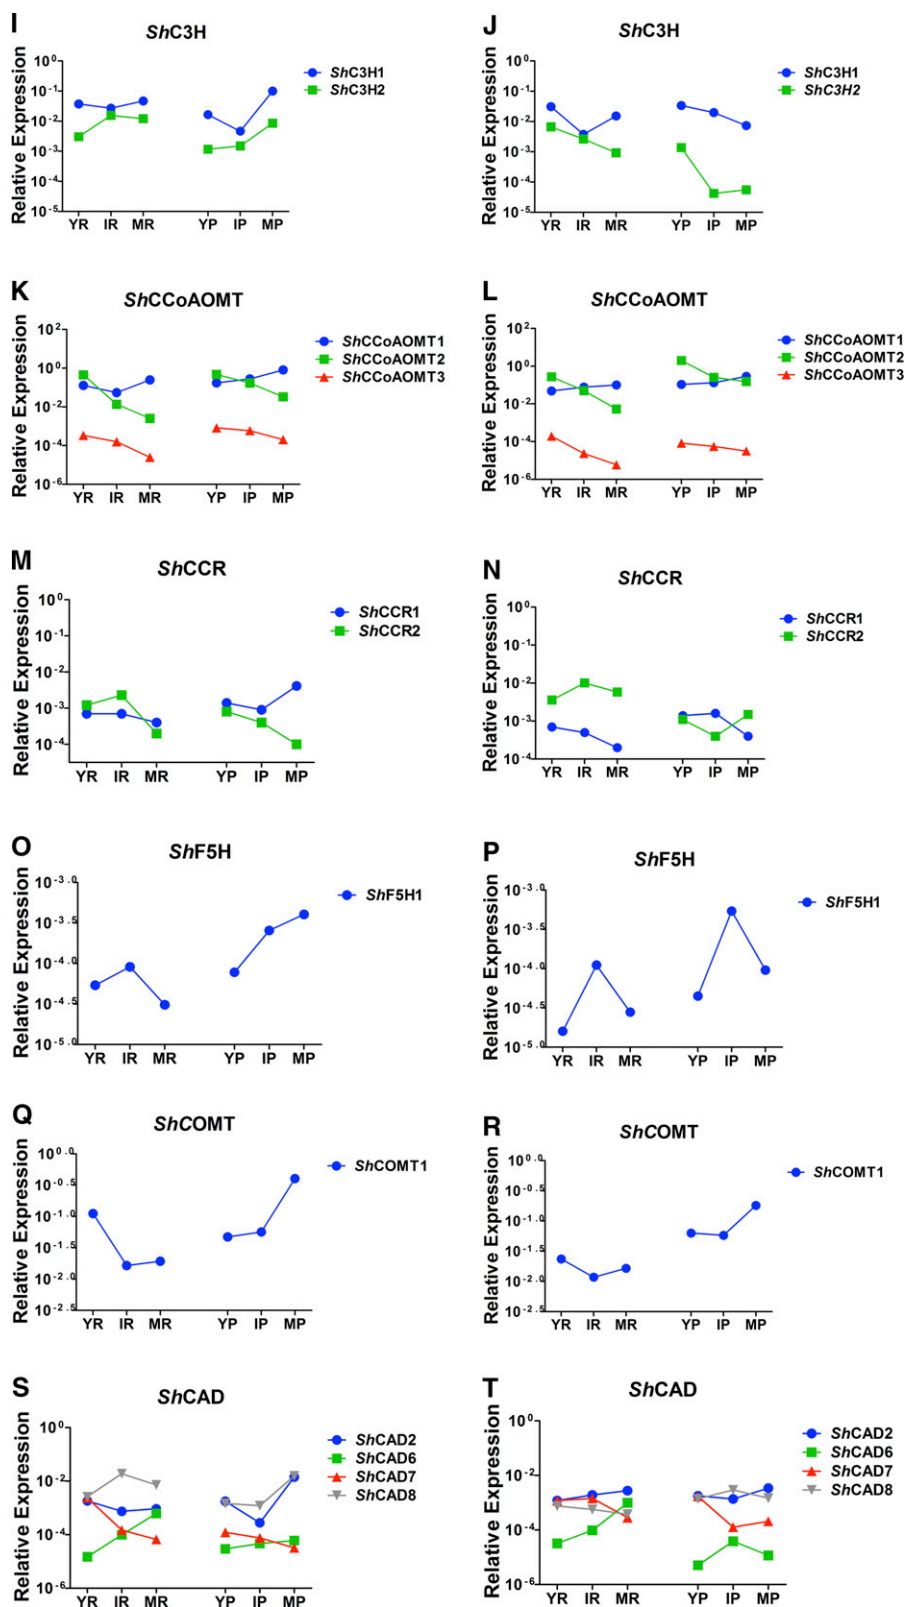 I
ShC3H
Relative Expression
10^0
10^-1
10^-2
10^-3
10^-4
10^-5
YR IR MR YP IP MP
ShC3H1
ShC3H2
J
ShC3H
Relative Expression
10^0
10^-1
10^-2
10^-3
10^-4
10^-5
YR IR MR YP IP MP
ShC3H1
ShC3H2
K
ShCCoAOMT
Relative Expression
10^2
10^0
10^-2
10^-4
10^-6
YR IR MR YP IP MP
ShCCoAOMT1
ShCCoAOMT2
ShCCoAOMT3
L
ShCCoAOMT
Relative Expression
10^2
10^0
10^-2
10^-4
10^-6
YR IR MR YP IP MP
ShCCoAOMT1
ShCCoAOMT2
ShCCoAOMT3
M
ShCCR
Relative Expression
10^0
10^-1
10^-2
10^-3
10^-4
YR IR MR YP IP MP
ShCCR1
ShCCR2
N
ShCCR
Relative Expression
10^0
10^-1
10^-2
10^-3
10^-4
YR IR MR YP IP MP
ShCCR1
ShCCR2
O
ShF5H
Relative Expression
10^-3.0
10^-3.5
10^-4.0
10^-4.5
10^-5.0
YR IR MR YP IP MP
ShF5H1
P
ShF5H
Relative Expression
10^-3.0
10^-3.5
10^-4.0
10^-4.5
10^-5.0
YR IR MR YP IP MP
ShF5H1
Q
ShCOMT
Relative Expression
10^0.0
10^-0.5
10^-1.0
10^-1.5
10^-2.0
10^-2.5
YR IR MR YP IP MP
ShCOMT1
R
ShCOMT
Relative Expression
10^0.0
10^-0.5
10^-1.0
10^-1.5
10^-2.0
10^-2.5
YR IR MR YP IP MP
ShCOMT1
S
ShCAD
Relative Expression
10^0
10^-2
10^-4
10^-6
YR IR MR YP IP MP
ShCAD2
ShCAD6
ShCAD7
ShCAD8
T
ShCAD
Relative Expression
10^0
10^-2
10^-4
10^-6
YR IR MR YP IP MP
ShCAD2
ShCAD6
ShCAD7
ShCAD8